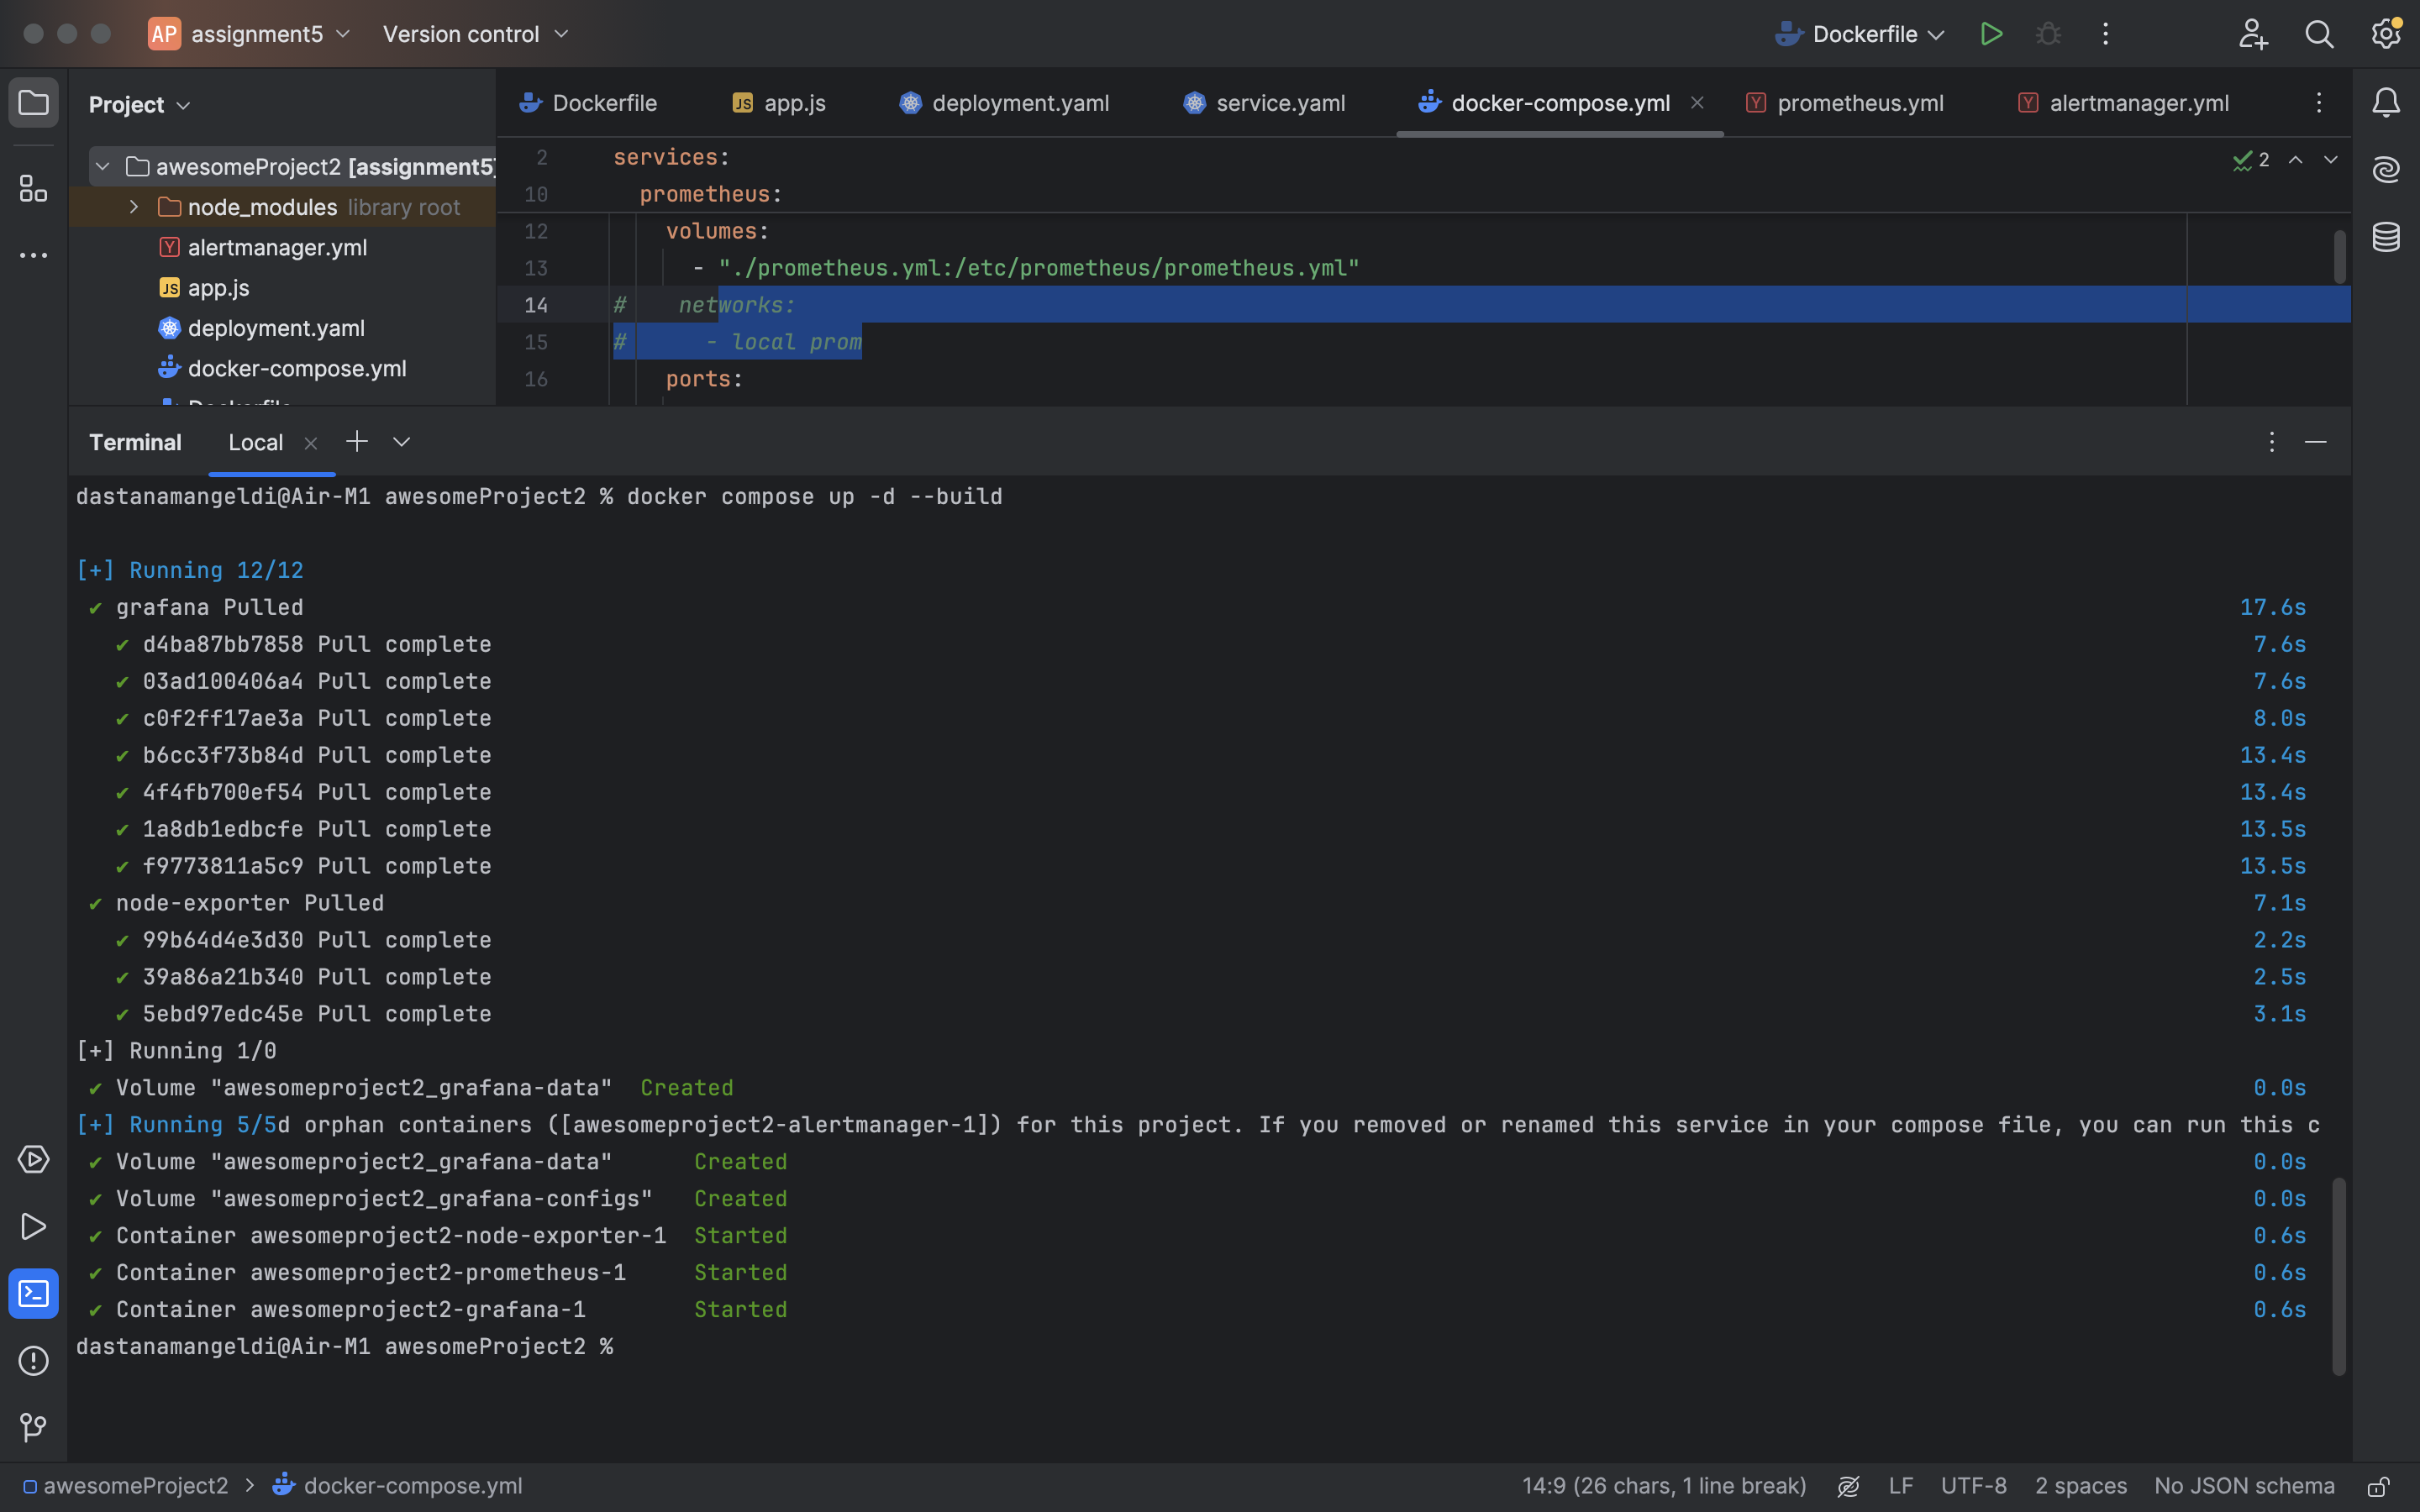 AP assignment5 Version control Dockerfile
Project
awesomeProject2 [assignment5]
node_modules library root
alertmanager.yml
app.js
deployment.yaml
docker-compose.yml
Dockerfile
Dockerfile app.js deployment.yaml service.yaml docker-compose.yml prometheus.yml alertmanager.yml
2
2 services:
10 prometheus:
12 volumes:
13 - "./prometheus.yml:/etc/prometheus/prometheus.yml"
14 # networks:
15 # - local prom
16 ports:
Terminal Local
dastanamangeldi@Air-M1 awesomeProject2 % docker compose up -d --build
[+] Running 12/12
✔ grafana Pulled 17.6s
✔ d4ba87bb7858 Pull complete 7.6s
✔ 03ad100406a4 Pull complete 7.6s
✔ c0f2ff17ae3a Pull complete 8.0s
✔ b6cc3f73b84d Pull complete 13.4s
✔ 4f4fb700ef54 Pull complete 13.4s
✔ 1a8db1edbcfe Pull complete 13.5s
✔ f9773811a5c9 Pull complete 13.5s
✔ node-exporter Pulled 7.1s
✔ 99b64d4e3d30 Pull complete 2.2s
✔ 39a86a21b340 Pull complete 2.5s
✔ 5ebd97edc45e Pull complete 3.1s
[+] Running 1/0
✔ Volume "awesomeproject2_grafana-data" Created 0.0s
[+] Running 5/5d orphan containers ([awesomeproject2-alertmanager-1]) for this project. If you removed or renamed this service in your compose file, you can run this c
✔ Volume "awesomeproject2_grafana-data" Created 0.0s
✔ Volume "awesomeproject2_grafana-configs" Created 0.0s
✔ Container awesomeproject2-node-exporter-1 Started 0.6s
✔ Container awesomeproject2-prometheus-1 Started 0.6s
✔ Container awesomeproject2-grafana-1 Started 0.6s
dastanamangeldi@Air-M1 awesomeProject2 %
awesomeProject2 > docker-compose.yml 14:9 (26 chars, 1 line break) LF UTF-8 2 spaces No JSON schema